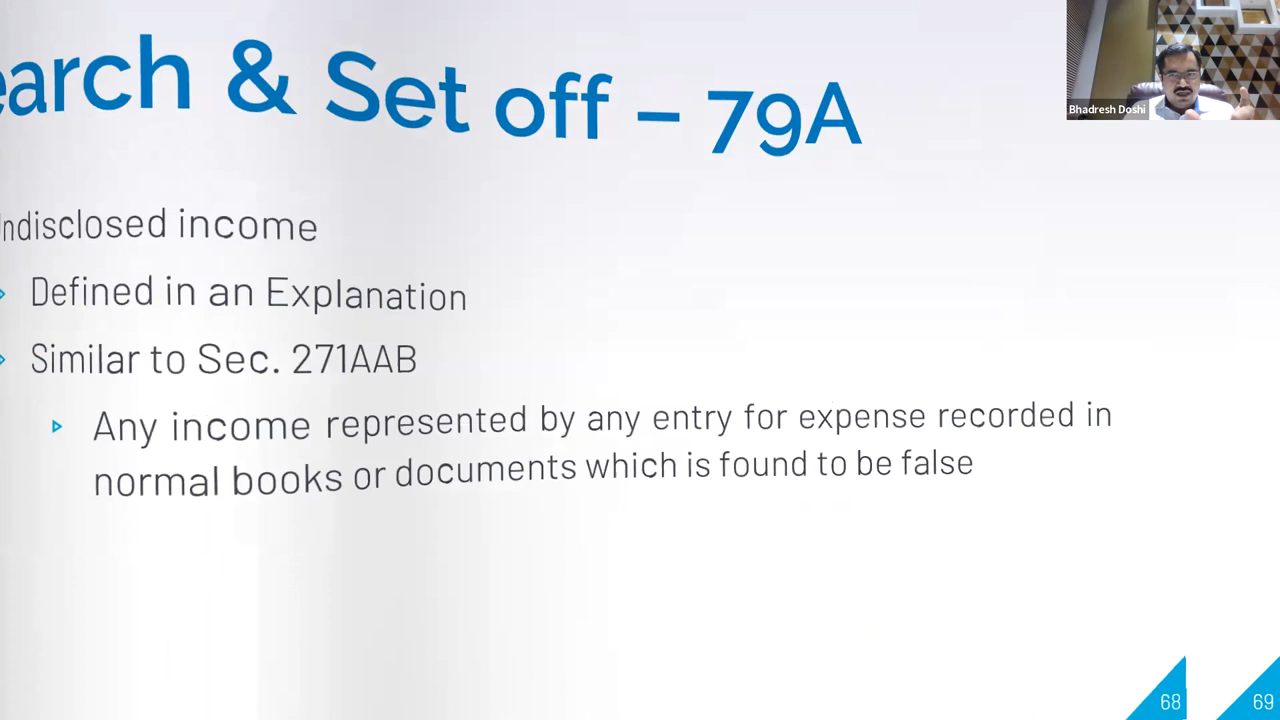 earch & Set off – 79A
Bhadresh Doshi
ndisclosed income
Defined in an Explanation
Similar to Sec. 271AAB
Any income represented by any entry for expense recorded in
normal books or documents which is found to be false
68
69